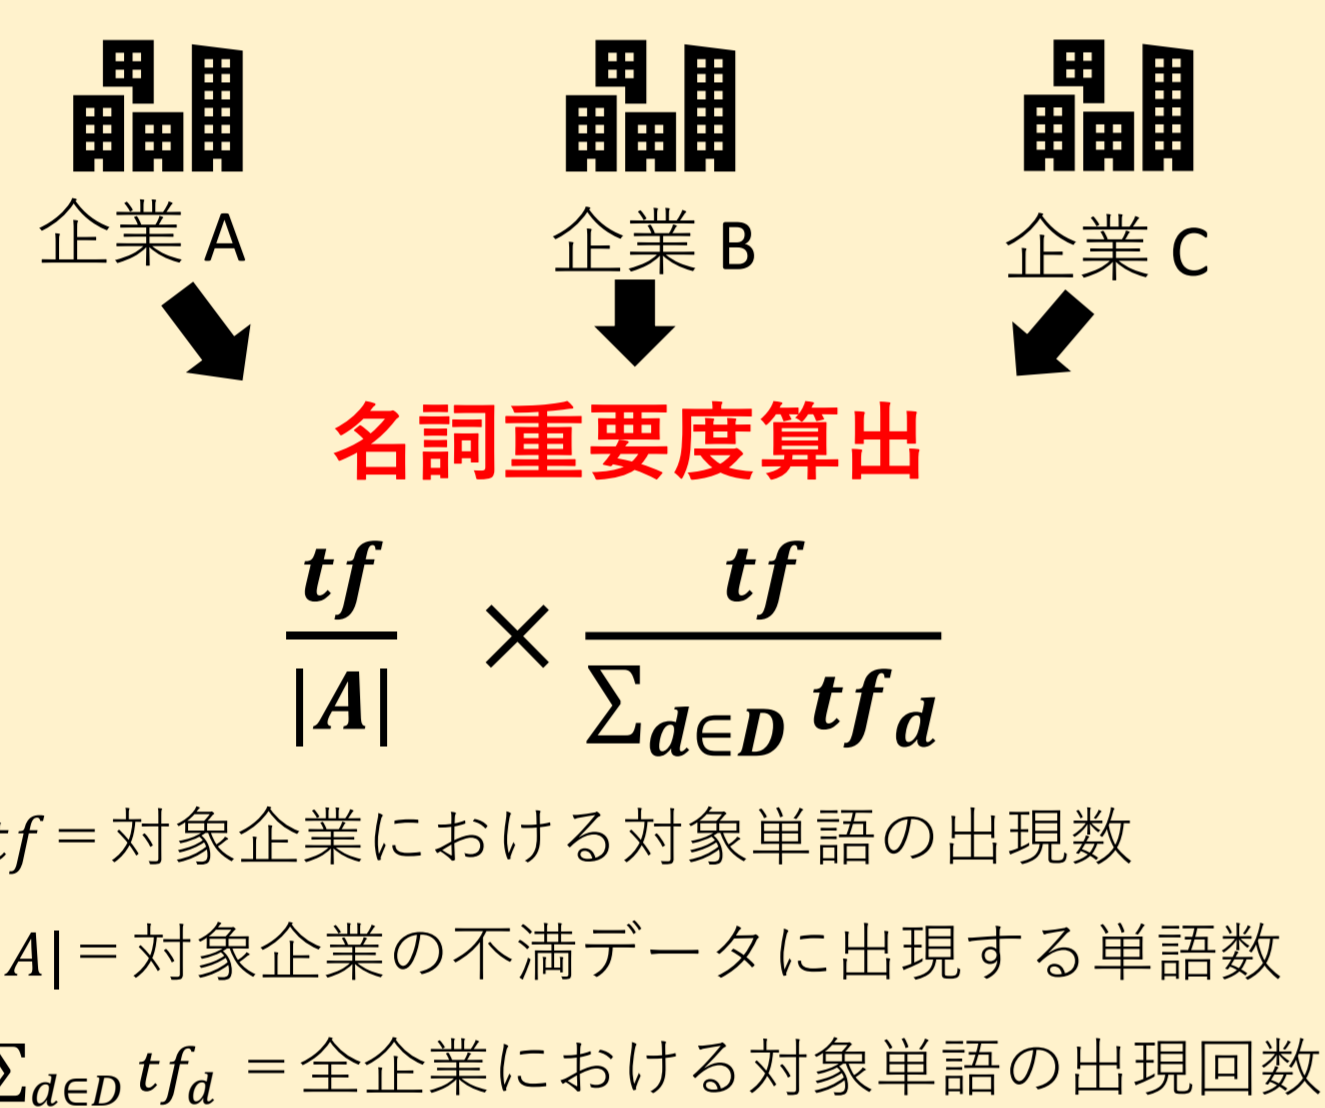 企業 A 企業 B 企業 C
名詞重要度算出
tf / |A| × tf / ∑d∈D tfd
tf = 対象企業における対象単語の出現数
A| = 対象企業の不満データに出現する単語数
∑d∈D tfd = 全企業における対象単語の出現回数